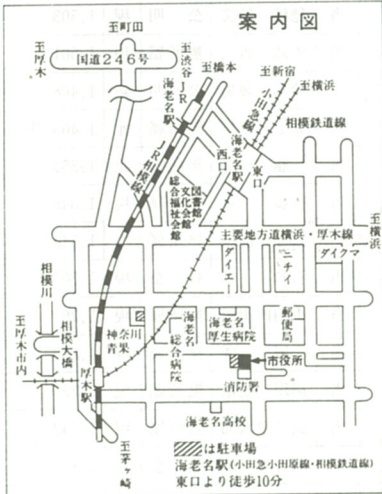 案内図
至町田
至厚木
国道246号
至渋谷
至橋本
至新宿
至横浜
JR海老名駅
小田急線
相模鉄道線
海老名駅
西口
東口
JR相模線
図書館
文化会館
総合福祉会館
主要地方道横浜・厚木線
至横浜
ダイエー
ニチイ
ダイクマ
相模川
至厚木市内
相模大橋
厚木駅
神奈川青果
海老名総合病院
海老名厚生病院
郵便局
市役所
消防署
海老名高校
至茅ヶ崎
は駐車場
海老名駅(小田急小田原線・相模鉄道線)
東口より徒歩10分